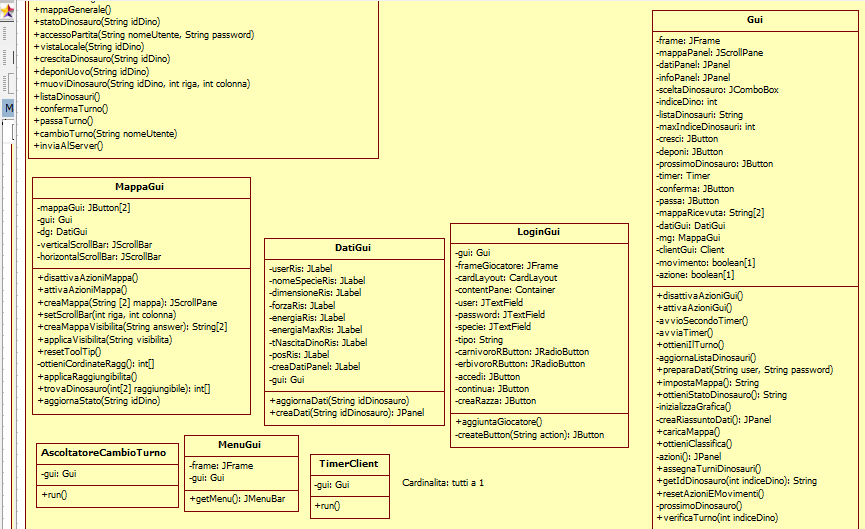 +mappaGenerale()
+statoDinosauro(String idDino)
+accessoPartita(String nomeUtente, String password)
+vistaLocale(String idDino)
+crescitaDinosauro(String idDino)
+deponiUovo(String idDino)
+muoviDinosauro(String idDino, int riga, int colonna)
+listaDinosauri()
+confermaTurno()
+passaTurno()
+cambioTurno(String nomeUtente)
+inviaAlServer()
MappaGui
-mappaGui: JButton[2]
-gui: Gui
-dg: DatiGui
-verticalScrollBar: JScrollBar
-horizontalScrollBar: JScrollBar
+disattivaAzioniMappa()
+attivaAzioniMappa()
+creaMappa(String [2] mappa): JScrollPane
+setScrollBar(int riga, int colonna)
+creaMappaVisibilita(String answer): String[2]
+applicaVisibilita(String visibilita)
+resetToolTip()
-ottieniCordinateRagg(): int[]
+applicaRaggiungibilita()
+trovaDinosauro(int[2] raggiungibile): int[]
+aggiornaStato(String idDino)
DatiGui
-userRis: JLabel
-nomeSpecieRis: JLabel
-dimensioneRis: JLabel
-forzaRis: JLabel
-energiaRis: JLabel
-energiaMaxRis: JLabel
-tNascitaDinoRis: JLabel
-posRis: JLabel
-creaDatiPanel: JLabel
-gui: Gui
+aggiornaDati(String idDinosauro)
+creaDati(String idDinosauro): JPanel
LoginGui
-gui: Gui
-frameGiocatore: JFrame
-cardLayout: CardLayout
-contentPane: Container
-user: JTextField
-password: JTextField
-specie: JTextField
-tipo: String
-carnivoroRButton: JRadioButton
-erbivoroRButton: JRadioButton
-accedi: JButton
-continua: JButton
-creaRazza: JButton
+aggiuntaGiocatore()
-createButton(String action): JButton
Gui
-frame: JFrame
-mappaPanel: JScrollPane
-datiPanel: JPanel
-infoPanel: JPanel
-sceltaDinosauro: JComboBox
-indiceDino: int
-listaDinosauri: String
-maxIndiceDinosauri: int
-cresci: JButton
-deponi: JButton
-prossimoDinosauro: JButton
-timer: Timer
-conferma: JButton
-passa: JButton
-mappaRicevuta: String[2]
-datiGui: DatiGui
-mg: MappaGui
-clientGui: Client
-movimento: boolean[1]
-azione: boolean[1]
+disattivaAzioniGui()
+attivaAzioniGui()
-avvioSecondoTimer()
-avviaTimer()
+ottieniIlTurno()
-aggiornaListaDinosauri()
+preparaDati(String user, String password)
+impostaMappa(): String
+ottieniStatoDinosauro(): String
-inizializzaGrafica()
-creaRiassuntoDati(): JPanel
+caricaMappa()
+ottieniClassifica()
-azioni(): JPanel
+assegnaTurniDinosauri()
+getIdDinosauro(int indiceDino): String
+resetAzioniEMovimenti()
-prossimoDinosauro()
+verificaTurno(int indiceDino)
AscoltatoreCambioTurno
-gui: Gui
+run()
MenuGui
-frame: JFrame
-gui: Gui
+getMenu(): JMenuBar
TimerClient
-gui: Gui
+run()
Cardinalita: tutti a 1
M